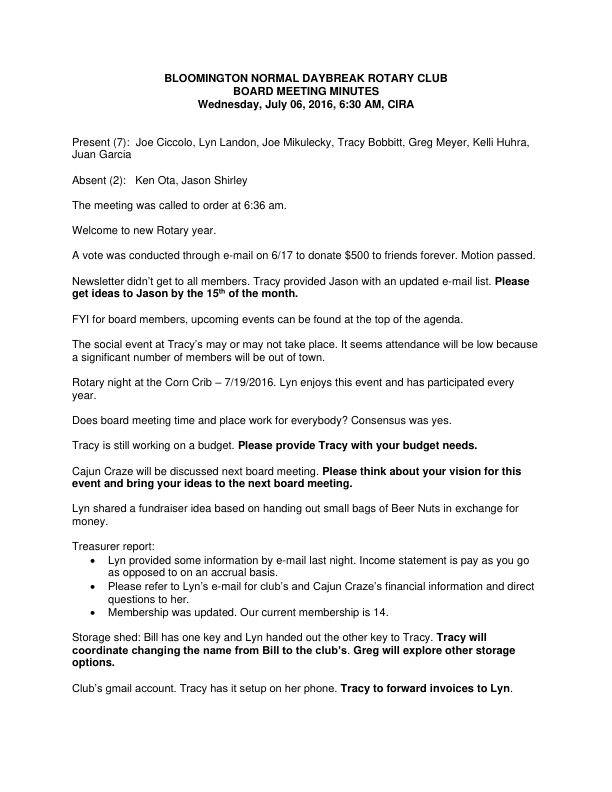 BLOOMINGTON NORMAL DAYBREAK ROTARY CLUB
BOARD MEETING MINUTES
Wednesday, July 06, 2016, 6:30 AM, CIRA
Present (7):  Joe Ciccolo, Lyn Landon, Joe Mikulecky, Tracy Bobbitt, Greg Meyer, Kelli Huhra,
Juan Garcia
Absent (2):   Ken Ota, Jason Shirley
The meeting was called to order at 6:36 am.
Welcome to new Rotary year.
A vote was conducted through e-mail on 6/17 to donate $500 to friends forever. Motion passed.
Newsletter didn't get to all members. Tracy provided Jason with an updated e-mail list. Please
get ideas to Jason by the 15th of the month.
FYI for board members, upcoming events can be found at the top of the agenda.
The social event at Tracy's may or may not take place. It seems attendance will be low because
a significant number of members will be out of town.
Rotary night at the Corn Crib – 7/19/2016. Lyn enjoys this event and has participated every
year.
Does board meeting time and place work for everybody? Consensus was yes.
Tracy is still working on a budget. Please provide Tracy with your budget needs.
Cajun Craze will be discussed next board meeting. Please think about your vision for this
event and bring your ideas to the next board meeting.
Lyn shared a fundraiser idea based on handing out small bags of Beer Nuts in exchange for
money.
Treasurer report:
• Lyn provided some information by e-mail last night. Income statement is pay as you go
as opposed to on an accrual basis.
• Please refer to Lyn's e-mail for club's and Cajun Craze's financial information and direct
questions to her.
• Membership was updated. Our current membership is 14.
Storage shed: Bill has one key and Lyn handed out the other key to Tracy. Tracy will
coordinate changing the name from Bill to the club's. Greg will explore other storage
options.
Club's gmail account. Tracy has it setup on her phone. Tracy to forward invoices to Lyn.